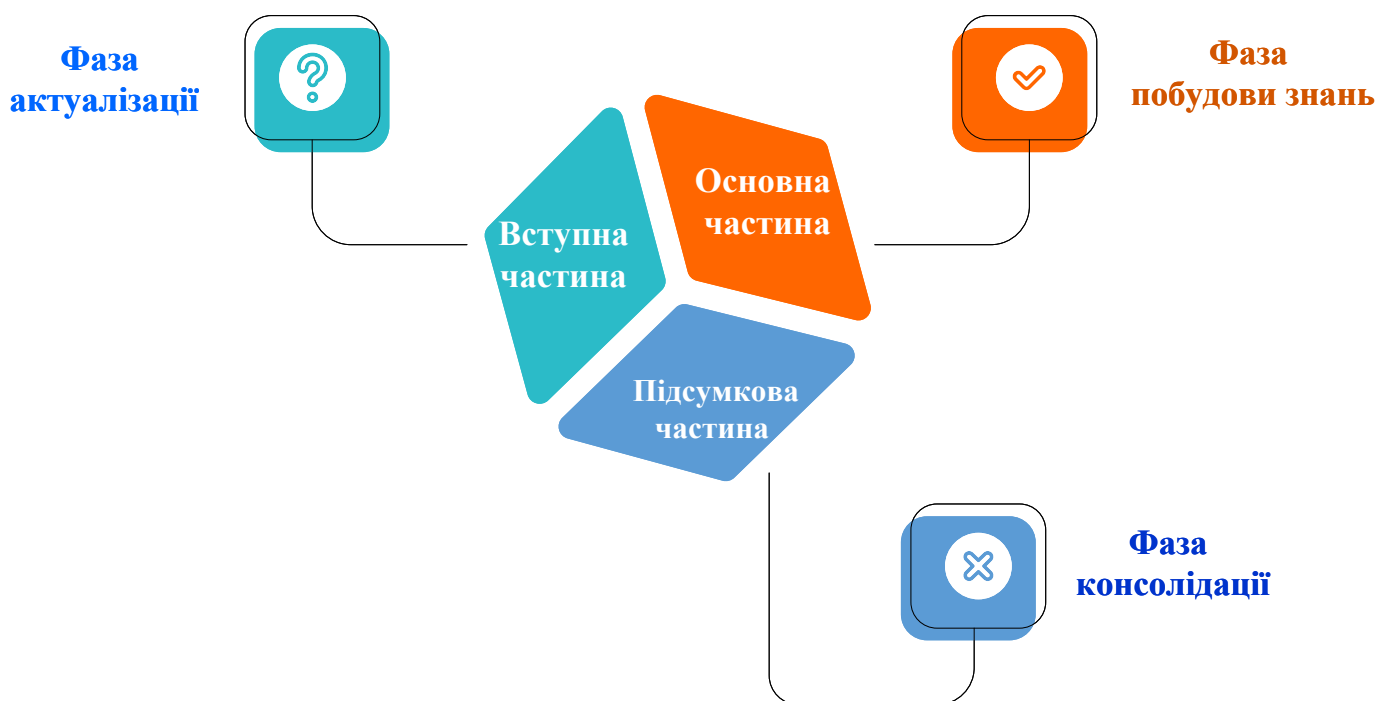 Фаза
актуалізації
Фаза
побудови знань
Основна
частина
Вступна
частина
Підсумкова
частина
Фаза
консолідації